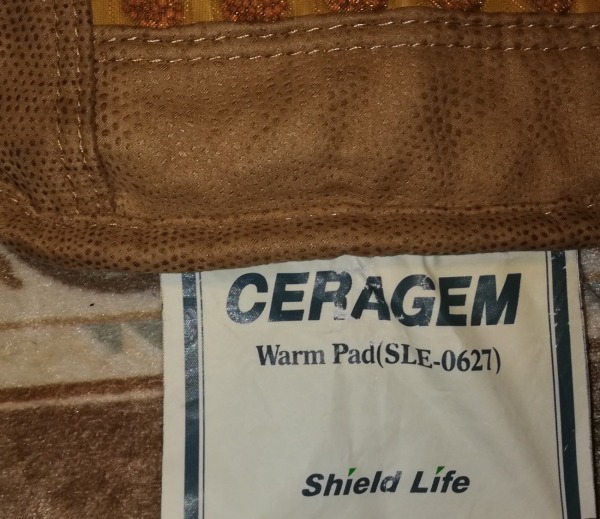 CERAGEM
Warm Pad(SLE-0627)
Shield Life